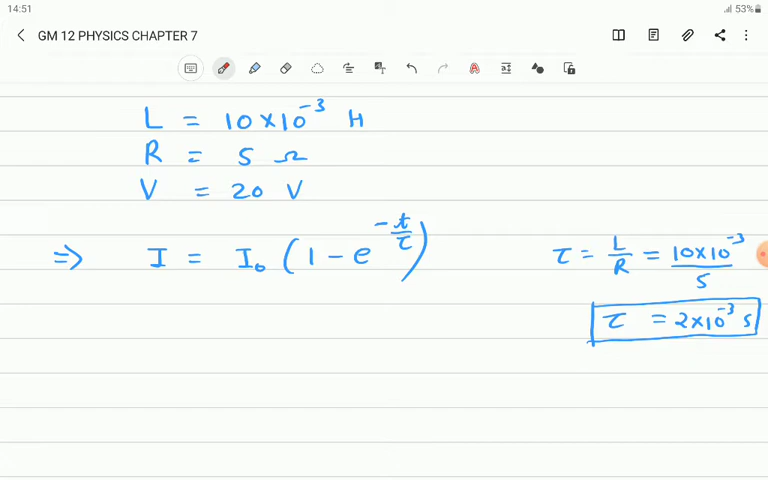 14:51 53%
GM 12 PHYSICS CHAPTER 7
L = 10×10⁻³ H
R = 5 Ω
V = 20 V
⇒ I = I₀ (1 − e^(−t/τ))
τ = L/R = 10×10⁻³/5
τ = 2×10⁻³ s